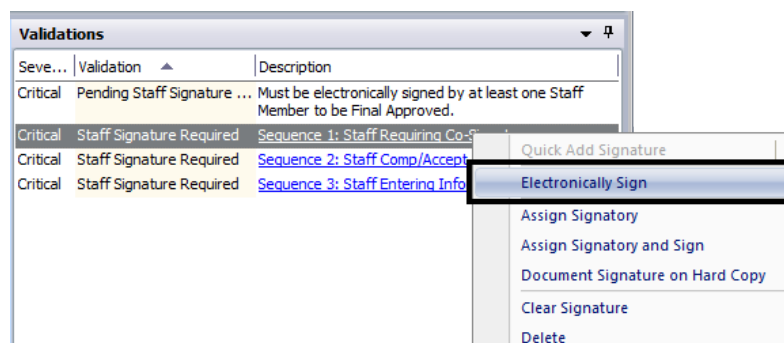 Validations
Seve... Validation Description
Critical Pending Staff Signature ... Must be electronically signed by at least one Staff
Member to be Final Approved.
Critical Staff Signature Required Sequence 1: Staff Requiring
Critical Staff Signature Required Sequence 2: Staff Comp/Accept
Critical Staff Signature Required Sequence 3: Staff Entering Info
Quick Add Signature
Electronically Sign
Assign Signatory
Assign Signatory and Sign
Document Signature on Hard Copy
Clear Signature
Delete